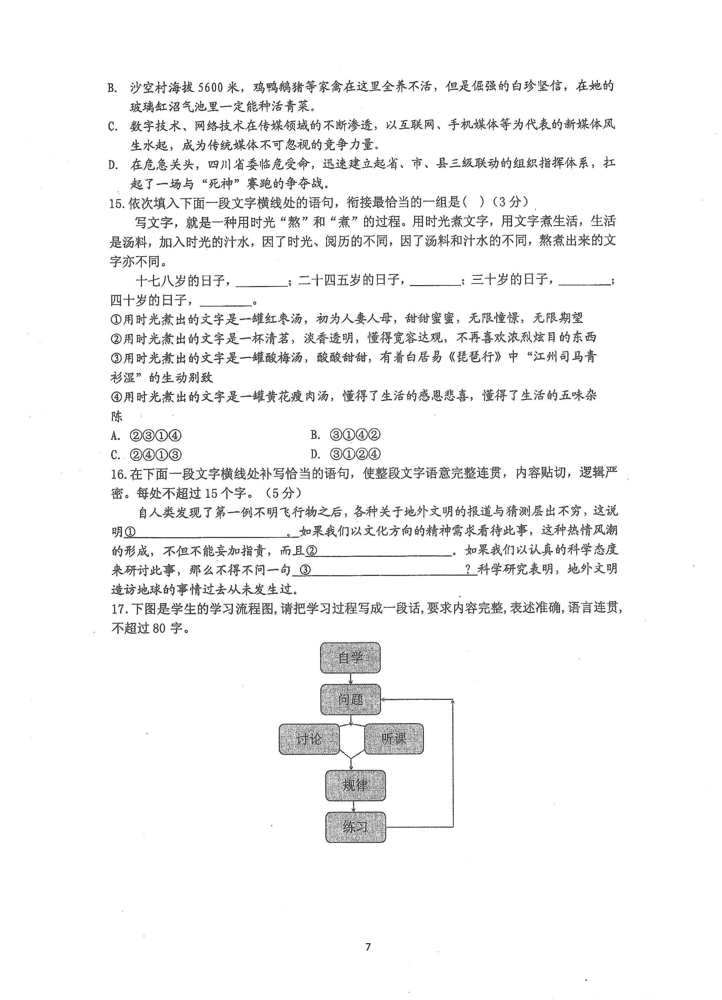 B. 沙空村海拔5600米，鸡鸭鹅猪等家禽在这里全养不活，但是倔强的白珍坚信，在她的
玻璃缸沼气池里一定能种活青菜。
C. 数字技术、网络技术在传媒领域的不断渗透，以互联网、手机媒体等为代表的新媒体风
生水起，成为传统媒体不可忽视的竞争力量。
D. 在危急关头，四川省委临危受命，迅速建立起省、市、县三级联动的组织指挥体系，扛
起了一场与“死神”赛跑的争夺战。
15.依次填入下面一段文字横线处的语句，衔接最恰当的一组是( )（3分）
写文字，就是一种用时光“熬”和“煮”的过程。用时光煮文字，用文字煮生活，生活
是汤料，加入时光的汁水，因了时光、阅历的不同，因了汤料和汁水的不同，熬煮出来的文
字亦不同。
十七八岁的日子，________；二十四五岁的日子，________；三十岁的日子，________；
四十岁的日子，________。
①用时光煮出的文字是一罐红枣汤，初为人妻人母，甜甜蜜蜜，无限憧憬，无限期望
②用时光煮出的文字是一杯清茗，淡香透明，懂得宽容达观，不再喜欢浓烈炫目的东西
③用时光煮出的文字是一罐酸梅汤，酸酸甜甜，有着白居易《琵琶行》中“江州司马青
衫湿”的生动别致
④用时光煮出的文字是一罐黄花瘦肉汤，懂得了生活的感恩悲喜，懂得了生活的五味杂
陈
A. ②③①④ B. ③①④②
C. ②④①③ D. ③①②④
16.在下面一段文字横线处补写恰当的语句，使整段文字语意完整连贯，内容贴切，逻辑严
密。每处不超过15个字。（5分）
自人类发现了第一例不明飞行物之后，各种关于地外文明的报道与猜测层出不穷，这说
明①________________________。如果我们以文化方向的精神需求看待此事，这种热情风潮
的形成，不但不能妄加指责，而且②____________________。如果我们以认真的科学态度
来研讨此事，那么不得不问一句 ③________________________？科学研究表明，地外文明
造访地球的事情过去从未发生过。
17.下图是学生的学习流程图,请把学习过程写成一段话,要求内容完整,表述准确,语言连贯,
不超过80字。
自学
问题
讨论 听课
规律
练习
7